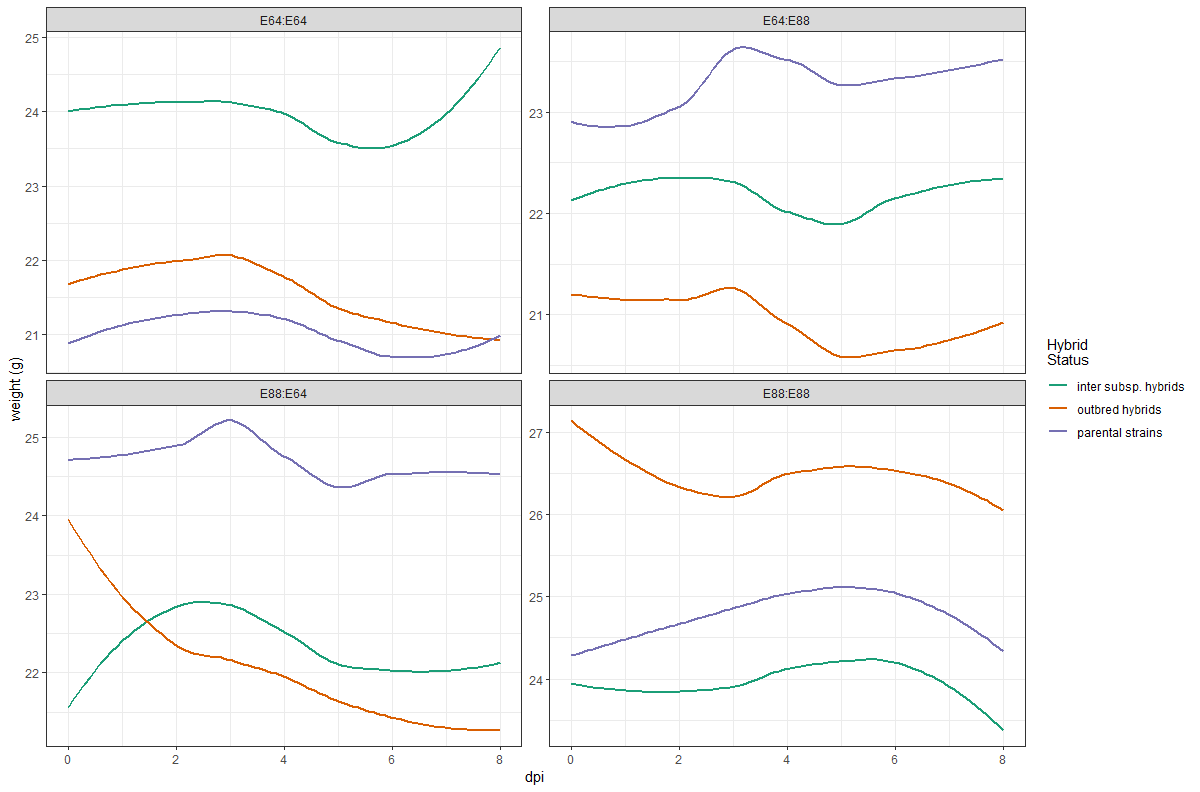 E64:E64
E64:E88
25
24
23
22
21
23
22
21
weight (g)
E88:E64
E88:E88
25
24
23
22
27
26
25
24
0 2 4 6 8
0 2 4 6 8
dpi
Hybrid
Status
inter subsp. hybrids
outbred hybrids
parental strains